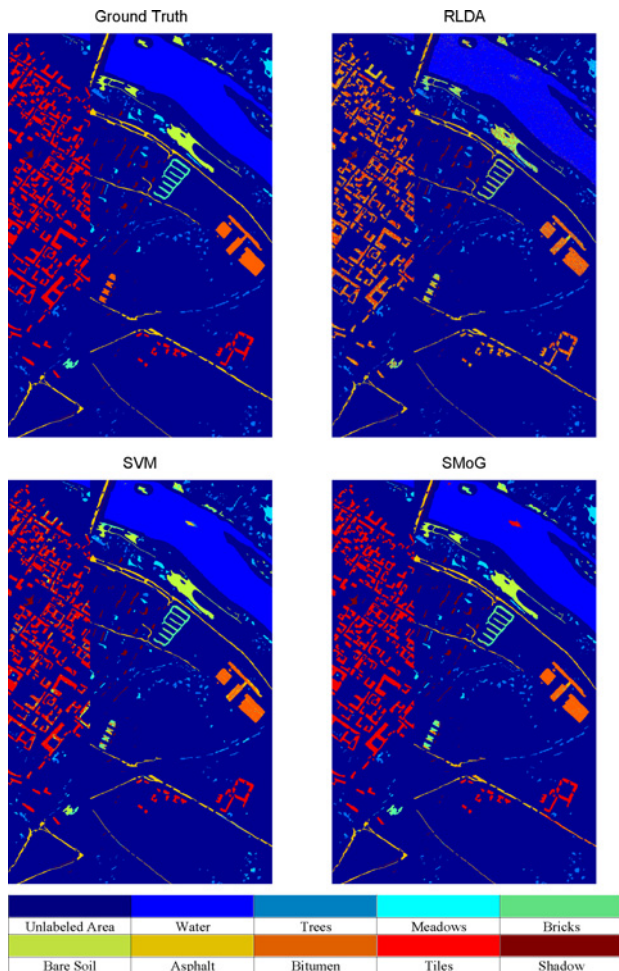 Ground Truth RLDA
SVM SMoG
Unlabeled Area Water Trees Meadows Bricks
Bare Soil Asphalt Bitumen Tiles Shadow